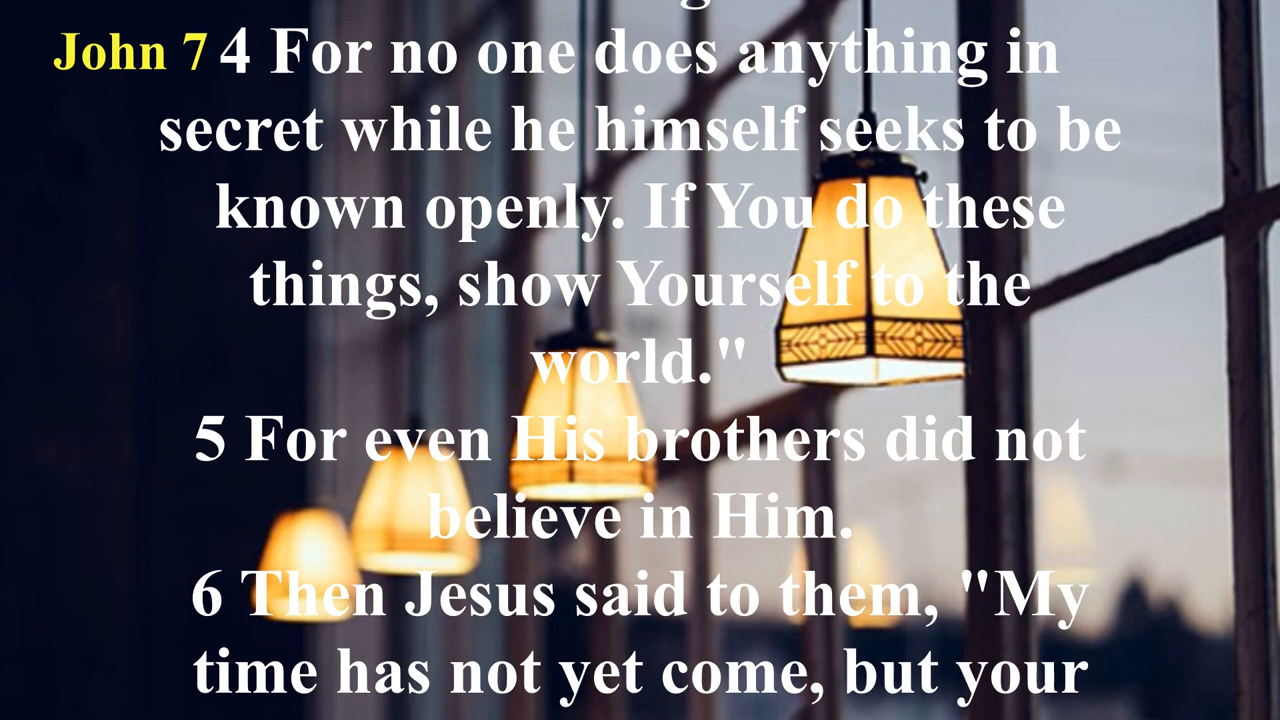 John 7 4 For no one does anything in
secret while he himself seeks to be
known openly. If You do these
things, show Yourself to the
world."
5 For even His brothers did not
believe in Him.
6 Then Jesus said to them, "My
time has not yet come, but your